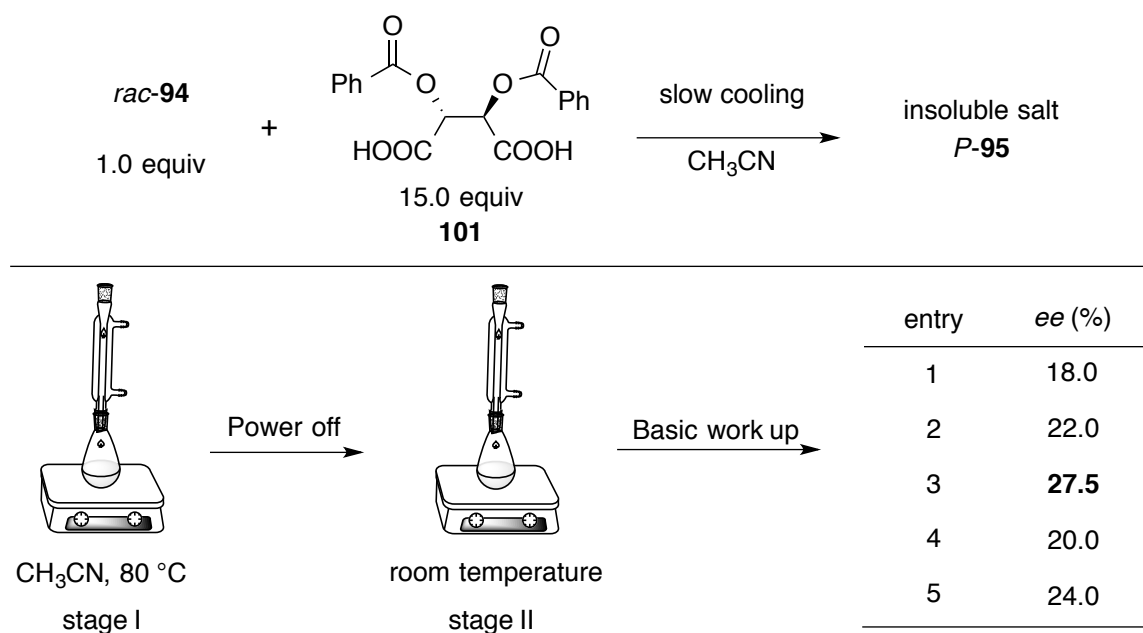 rac-94
1.0 equiv
+
O
O
Ph
O
O
Ph
HOOC
COOH
15.0 equiv
101
slow cooling
CH₃CN
insoluble salt
P-95
Power off
Basic work up
CH₃CN, 80 °C
stage I
room temperature
stage II
entry ee (%)
1 18.0
2 22.0
3 27.5
4 20.0
5 24.0